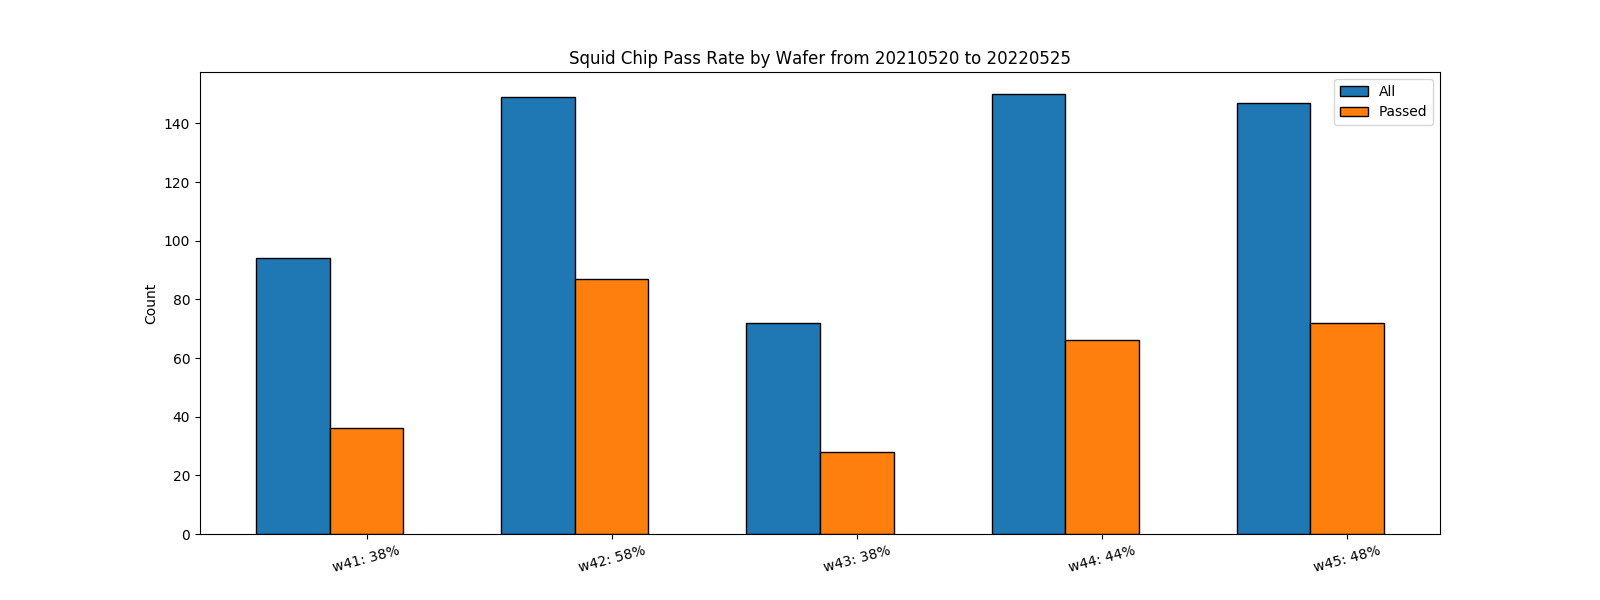 Squid Chip Pass Rate by Wafer from 20210520 to 20220525
All
Passed
Count
140
120
100
80
60
40
20
0
w41: 38%
w42: 58%
w43: 38%
w44: 44%
w45: 48%